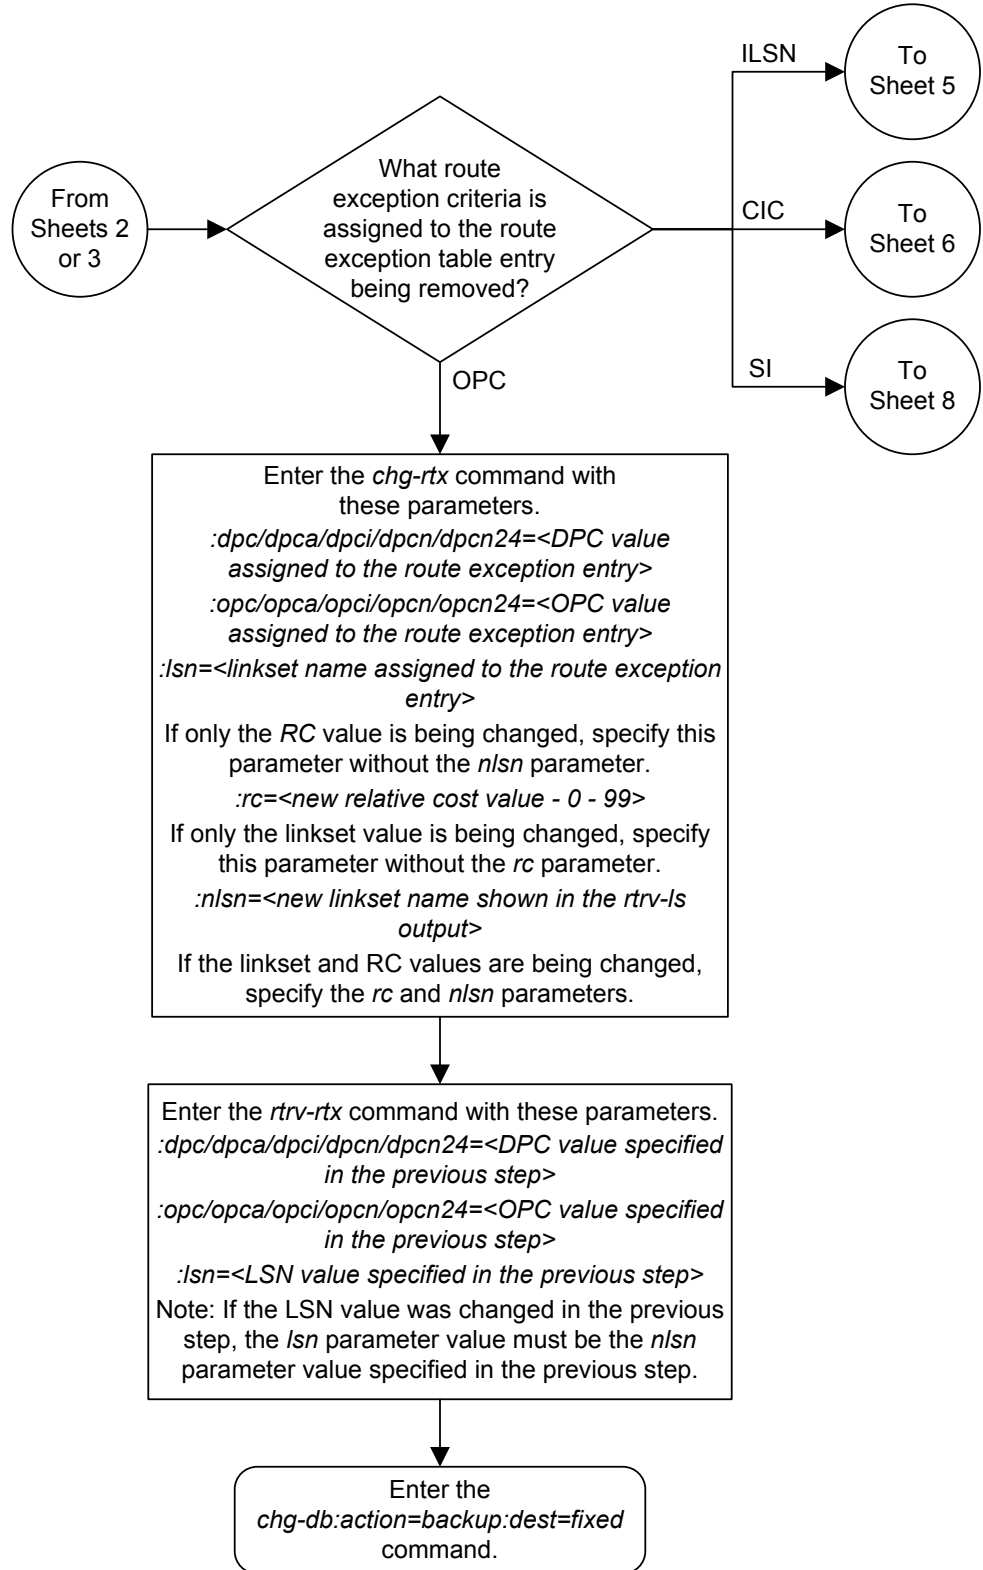 From
Sheets 2
or 3
What route
exception criteria is
assigned to the route
exception table entry
being removed?
ILSN
To
Sheet 5
CIC
To
Sheet 6
SI
To
Sheet 8
OPC
Enter the chg-rtx command with
these parameters.
:dpc/dpca/dpci/dpcn/dpcn24=<DPC value
assigned to the route exception entry>
:opc/opca/opci/opcn/opcn24=<OPC value
assigned to the route exception entry>
:lsn=<linkset name assigned to the route exception
entry>
If only the RC value is being changed, specify this
parameter without the nlsn parameter.
:rc=<new relative cost value - 0 - 99>
If only the linkset value is being changed, specify
this parameter without the rc parameter.
:nlsn=<new linkset name shown in the rtrv-ls
output>
If the linkset and RC values are being changed,
specify the rc and nlsn parameters.
Enter the rtrv-rtx command with these parameters.
:dpc/dpca/dpci/dpcn/dpcn24=<DPC value specified
in the previous step>
:opc/opca/opci/opcn/opcn24=<OPC value specified
in the previous step>
:lsn=<LSN value specified in the previous step>
Note: If the LSN value was changed in the previous
step, the lsn parameter value must be the nlsn
parameter value specified in the previous step.
Enter the
chg-db:action=backup:dest=fixed
command.